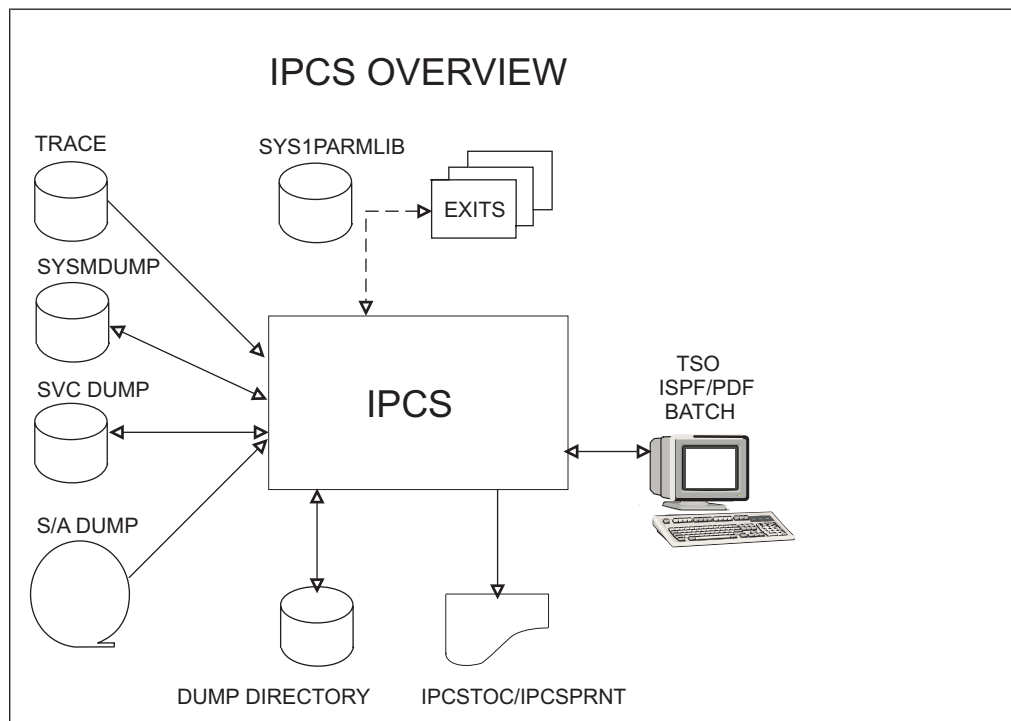 IPCS OVERVIEW
TRACE
SYS1PARMLIB
EXITS
SYSMDUMP
SVC DUMP
IPCS
TSO
ISPF/PDF
BATCH
S/A DUMP
DUMP DIRECTORY
IPCSTOC/IPCSPRNT